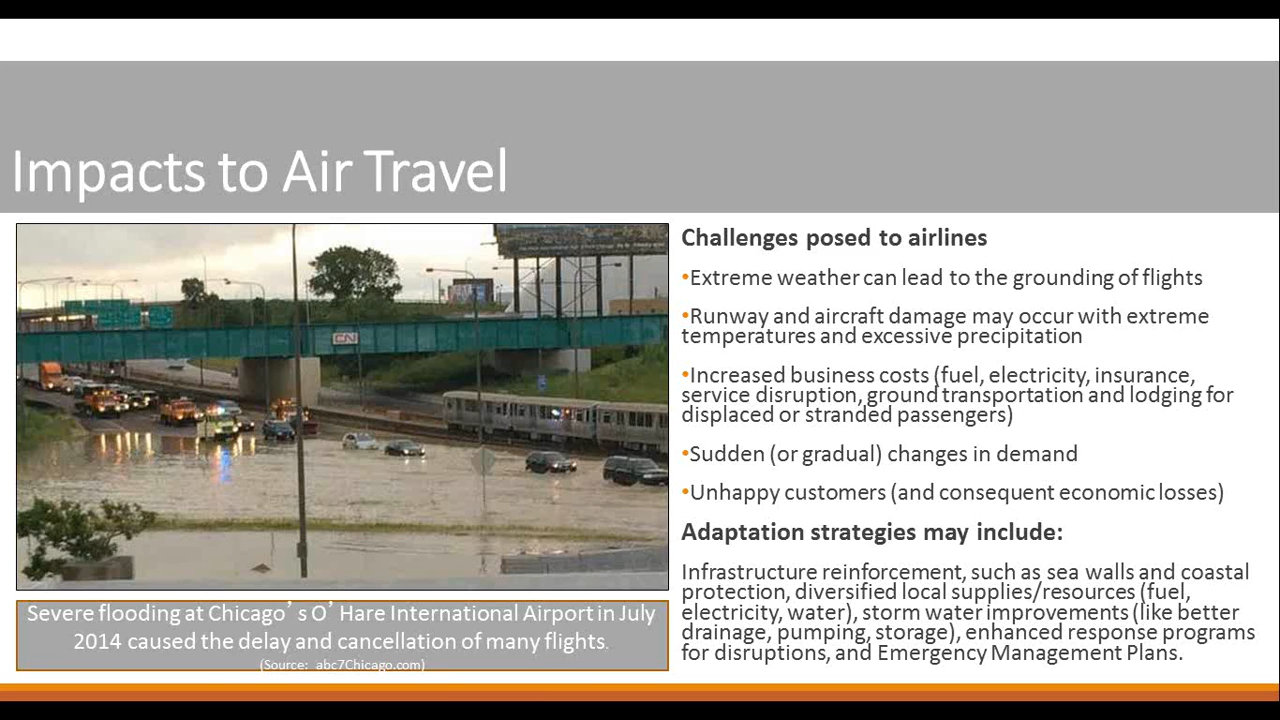 Impacts to Air Travel
CN
Severe flooding at Chicago's O'Hare International Airport in July
2014 caused the delay and cancellation of many flights.
(Source: abc7Chicago.com)
Challenges posed to airlines
•Extreme weather can lead to the grounding of flights
•Runway and aircraft damage may occur with extreme
temperatures and excessive precipitation
•Increased business costs (fuel, electricity, insurance,
service disruption, ground transportation and lodging for
displaced or stranded passengers)
•Sudden (or gradual) changes in demand
•Unhappy customers (and consequent economic losses)
Adaptation strategies may include:
Infrastructure reinforcement, such as sea walls and coastal
protection, diversified local supplies/resources (fuel,
electricity, water), storm water improvements (like better
drainage, pumping, storage), enhanced response programs
for disruptions, and Emergency Management Plans.